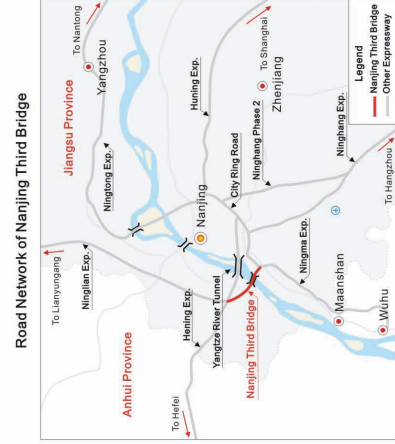 Road Network of Nanjing Third Bridge
To Lianyungang
Ninglian Exp.
Jiangsu Province
To Nantong
Yangzhou
Ningtong Exp.
Anhui Province
Hening Exp.
To Hefei
Nanjing
Huning Exp.
To Shanghai
Zhenjiang
City Ring Road
Ninghang Phase 2
Yangtze River Tunnel
Nanjing Third Bridge
Ningma Exp.
Maanshan
Wuhu
Ninghang Exp.
To Hangzhou
Legend
Nanjing Third Bridge
Other Expressway